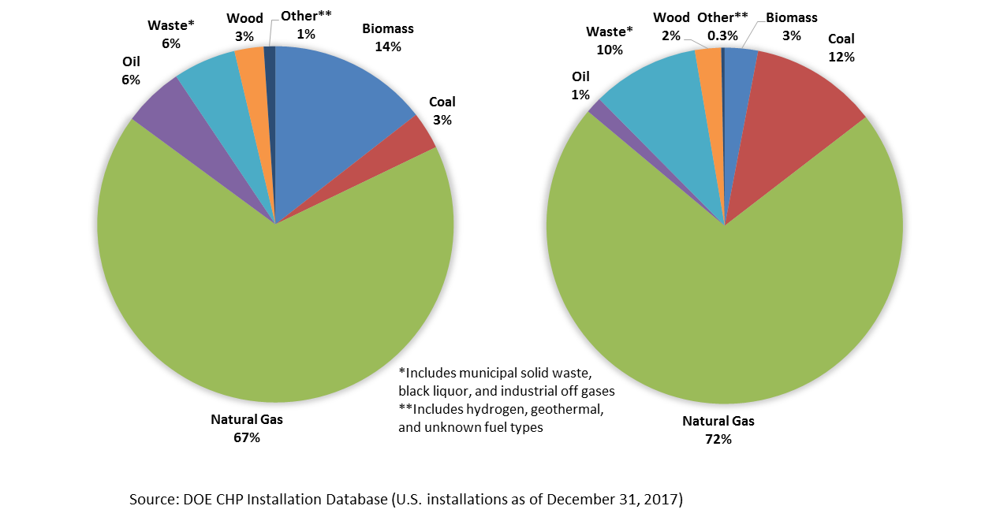 Wood
3%
Other**
1%
Waste*
6%
Biomass
14%
Oil
6%
Coal
3%
Natural Gas
67%
Wood
2%
Other**
0.3%
Biomass
3%
Waste*
10%
Coal
12%
Oil
1%
Natural Gas
72%
*Includes municipal solid waste,
black liquor, and industrial off gases
**Includes hydrogen, geothermal,
and unknown fuel types
Source: DOE CHP Installation Database (U.S. installations as of December 31, 2017)